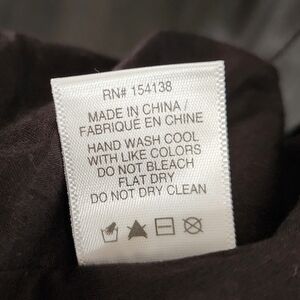 RN# 154138
MADE IN CHINA/
FABRIQUÉ EN CHINE
HAND WASH COOL
WITH LIKE COLORS
DO NOT BLEACH
FLAT DRY
DO NOT DRY CLEAN